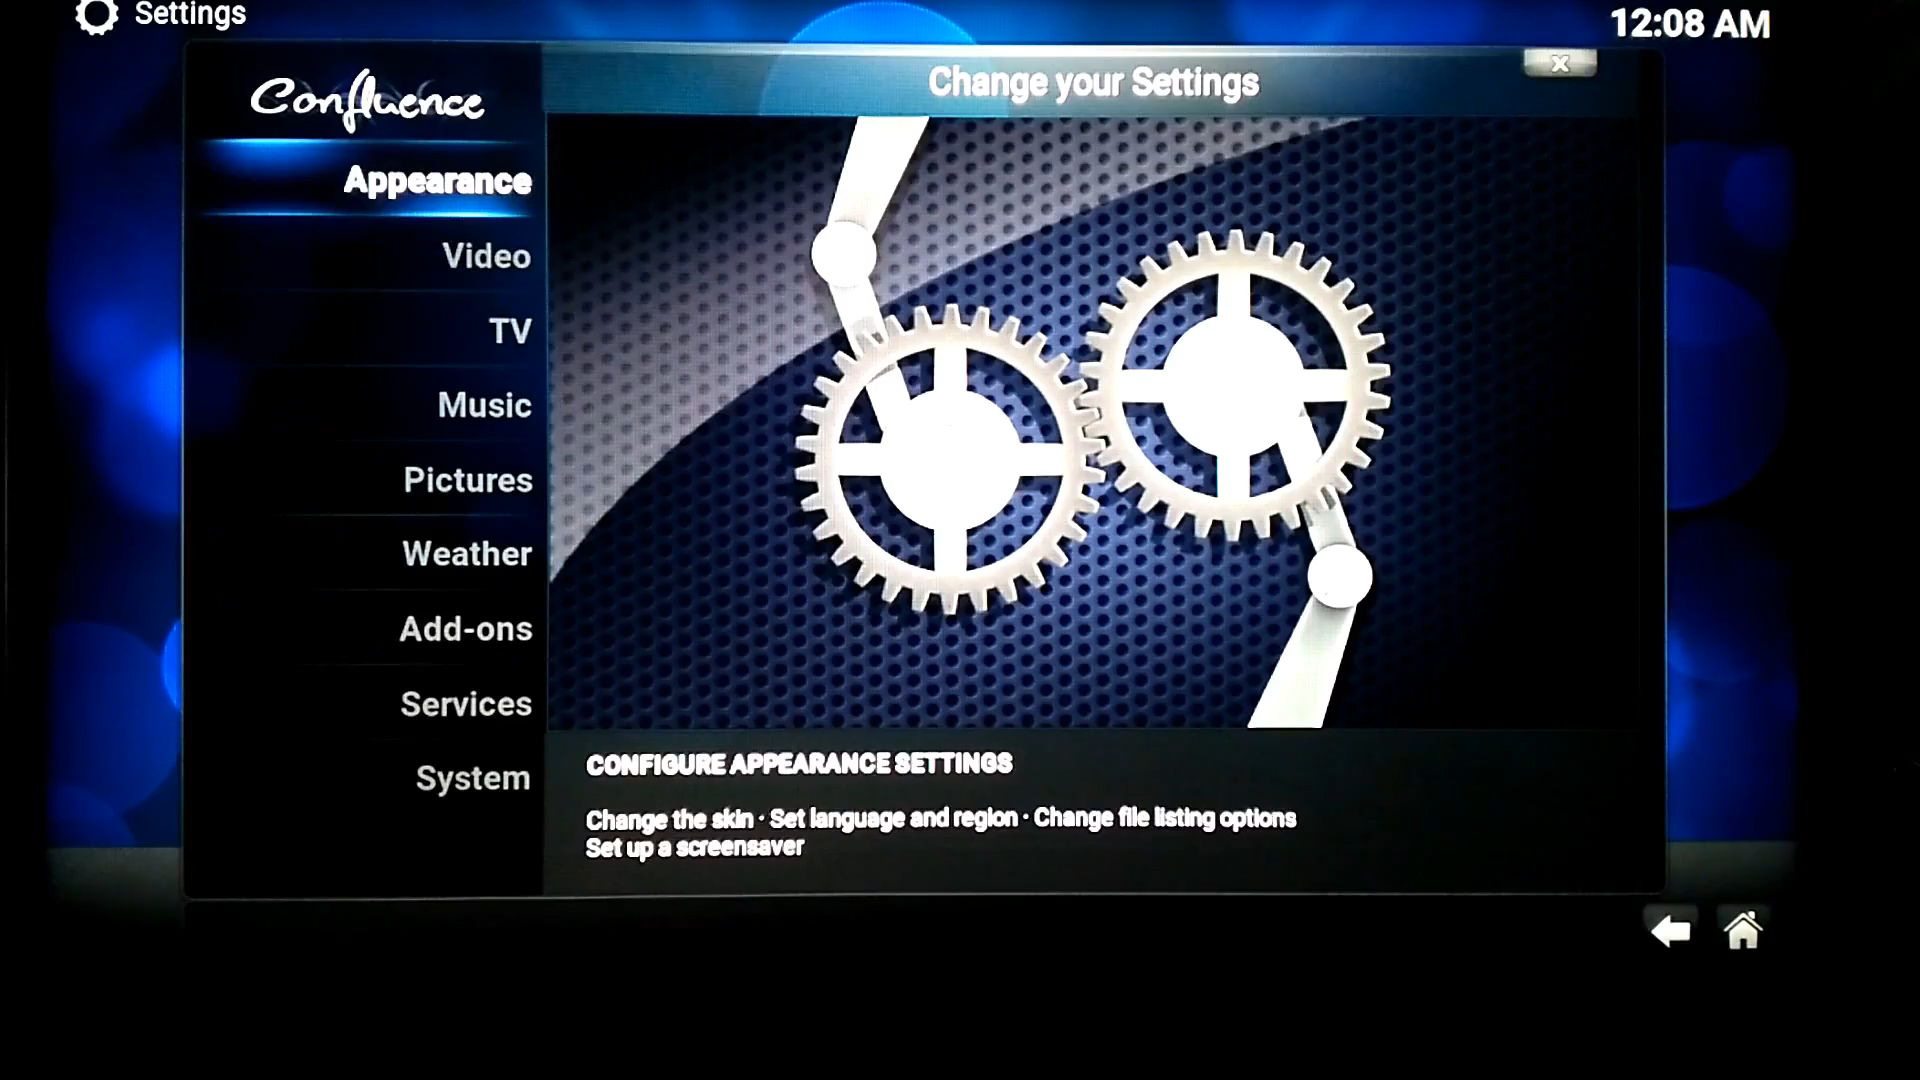 Settings
12:08 AM
Confluence
Change your Settings
x
Appearance
Video
TV
Music
Pictures
Weather
Add-ons
Services
System
CONFIGURE APPEARANCE SETTINGS
Change the skin · Set language and region · Change file listing options
Set up a screensaver